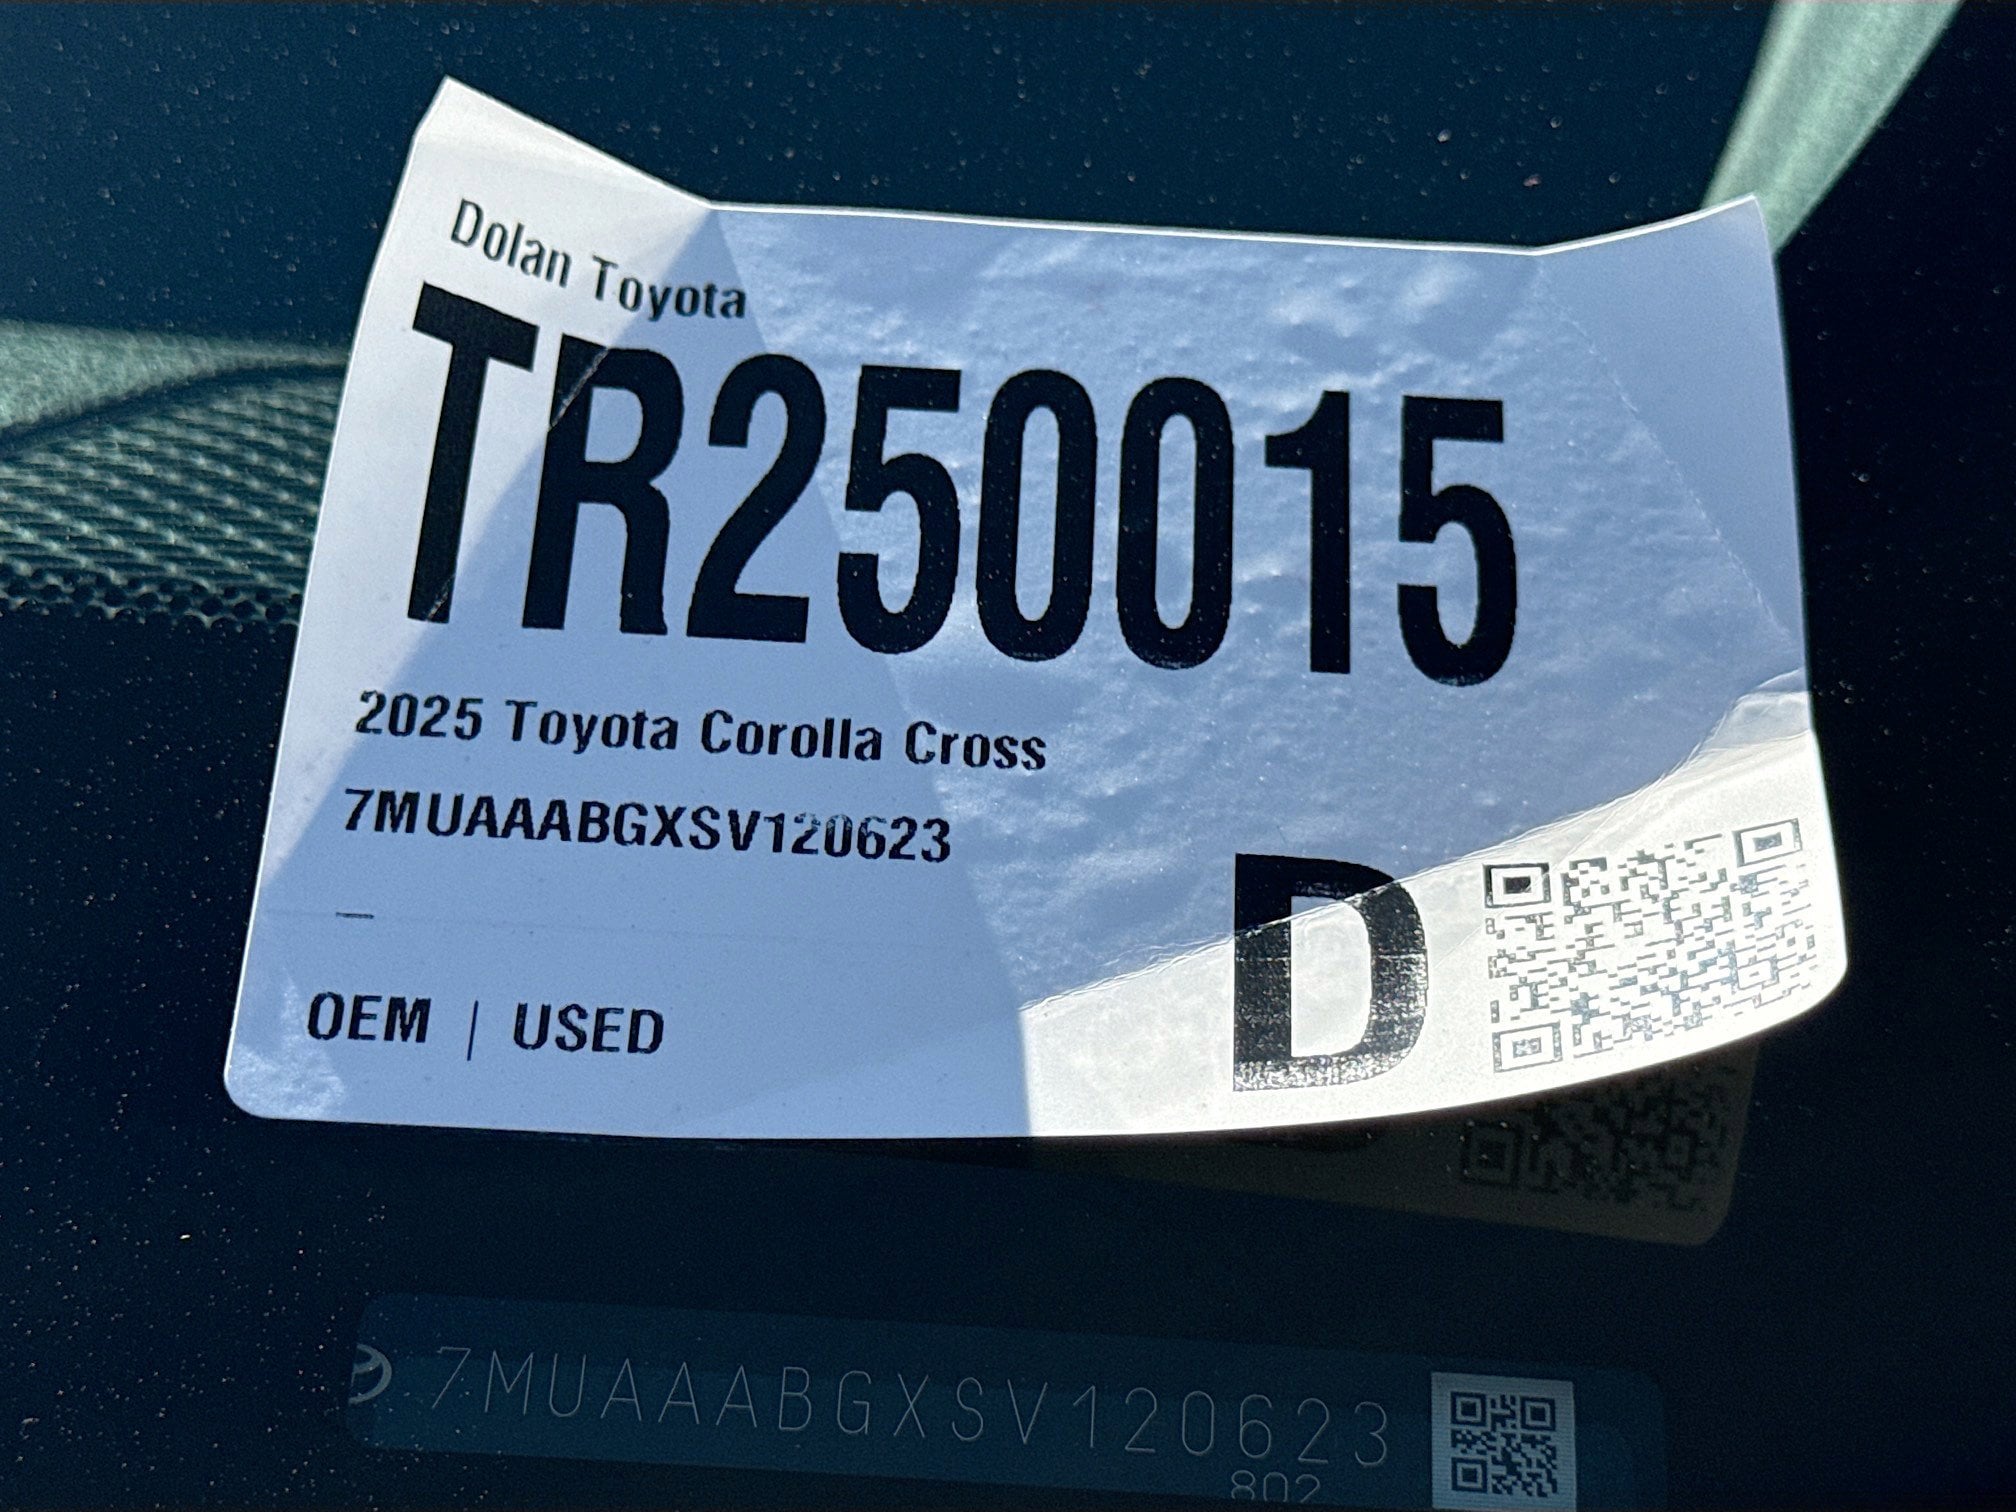 Dolan Toyota
TR250015
2025 Toyota Corolla Cross
7MUAAABGXSV120623
—
OEM | USED
D
7MUAAABGXSV120623
802